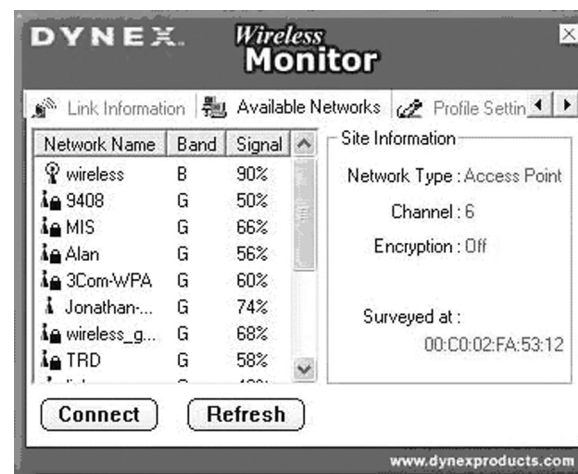 DYNEX Wireless Monitor
Link Information Available Networks Profile Settin
Network Name Band Signal
wireless B 90%
9408 G 50%
MIS G 66%
Alan G 56%
3Com-WPA G 60%
Jonathan-... G 74%
wireless_g... G 68%
TRD G 58%
Site Information
Network Type : Access Point
Channel : 6
Encryption : Off
Surveyed at :
00:C0:02:FA:53:12
Connect Refresh
www.dynexproducts.com